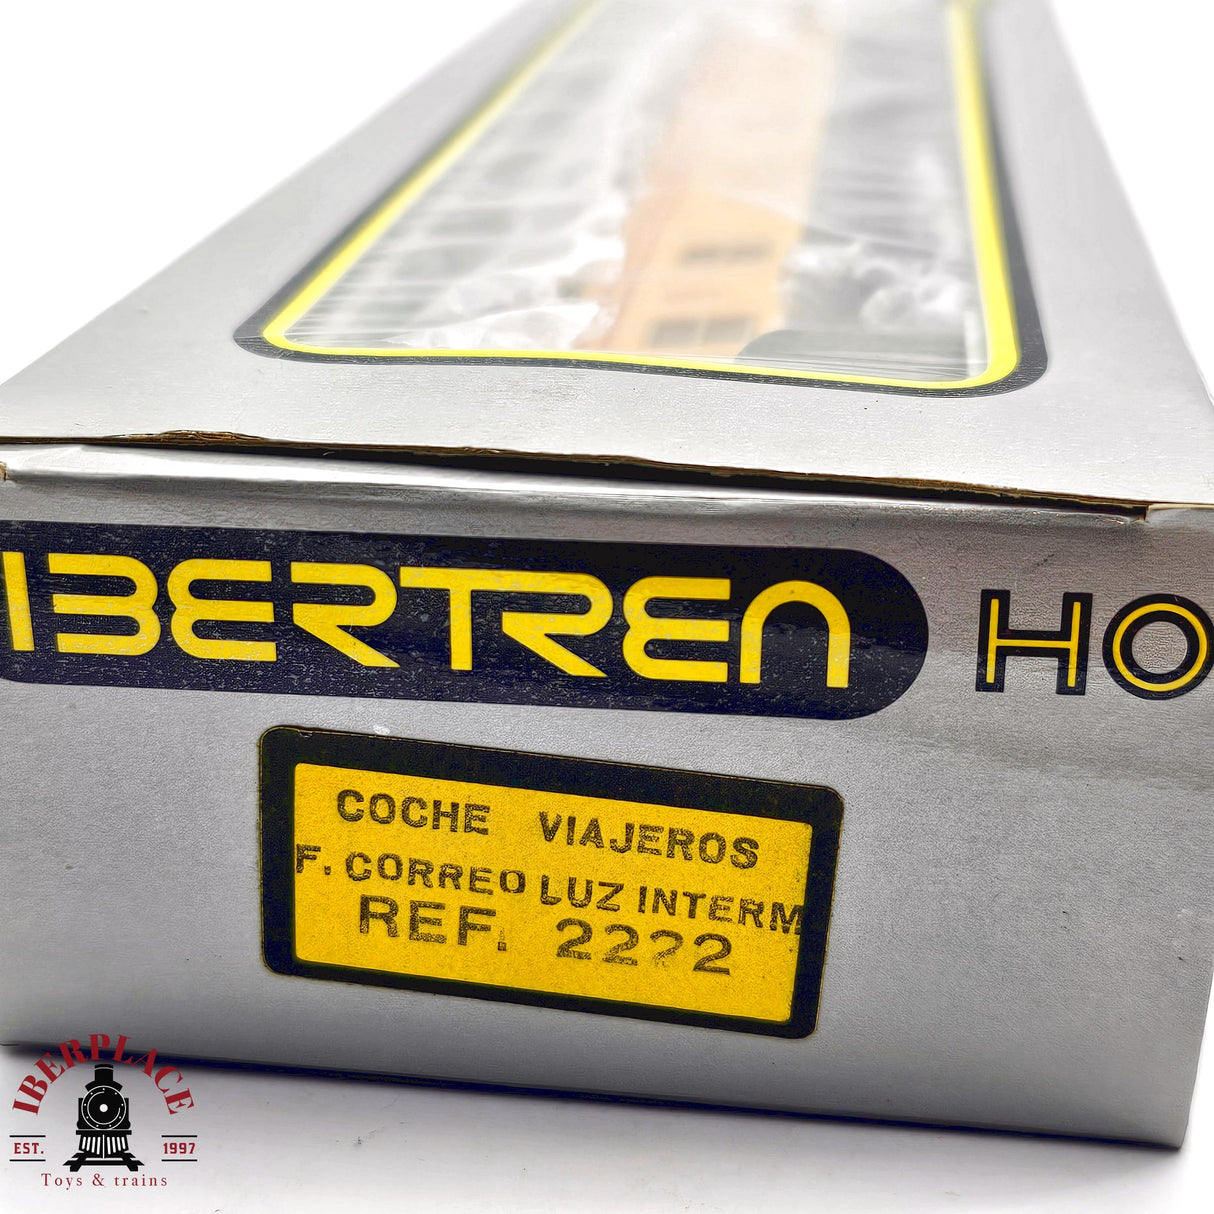 IBERTREN HO
COCHE VIAJEROS
F. CORREO LUZ INTERM
REF. 2222
IBERPLACE
EST. 1997
Toys & trains